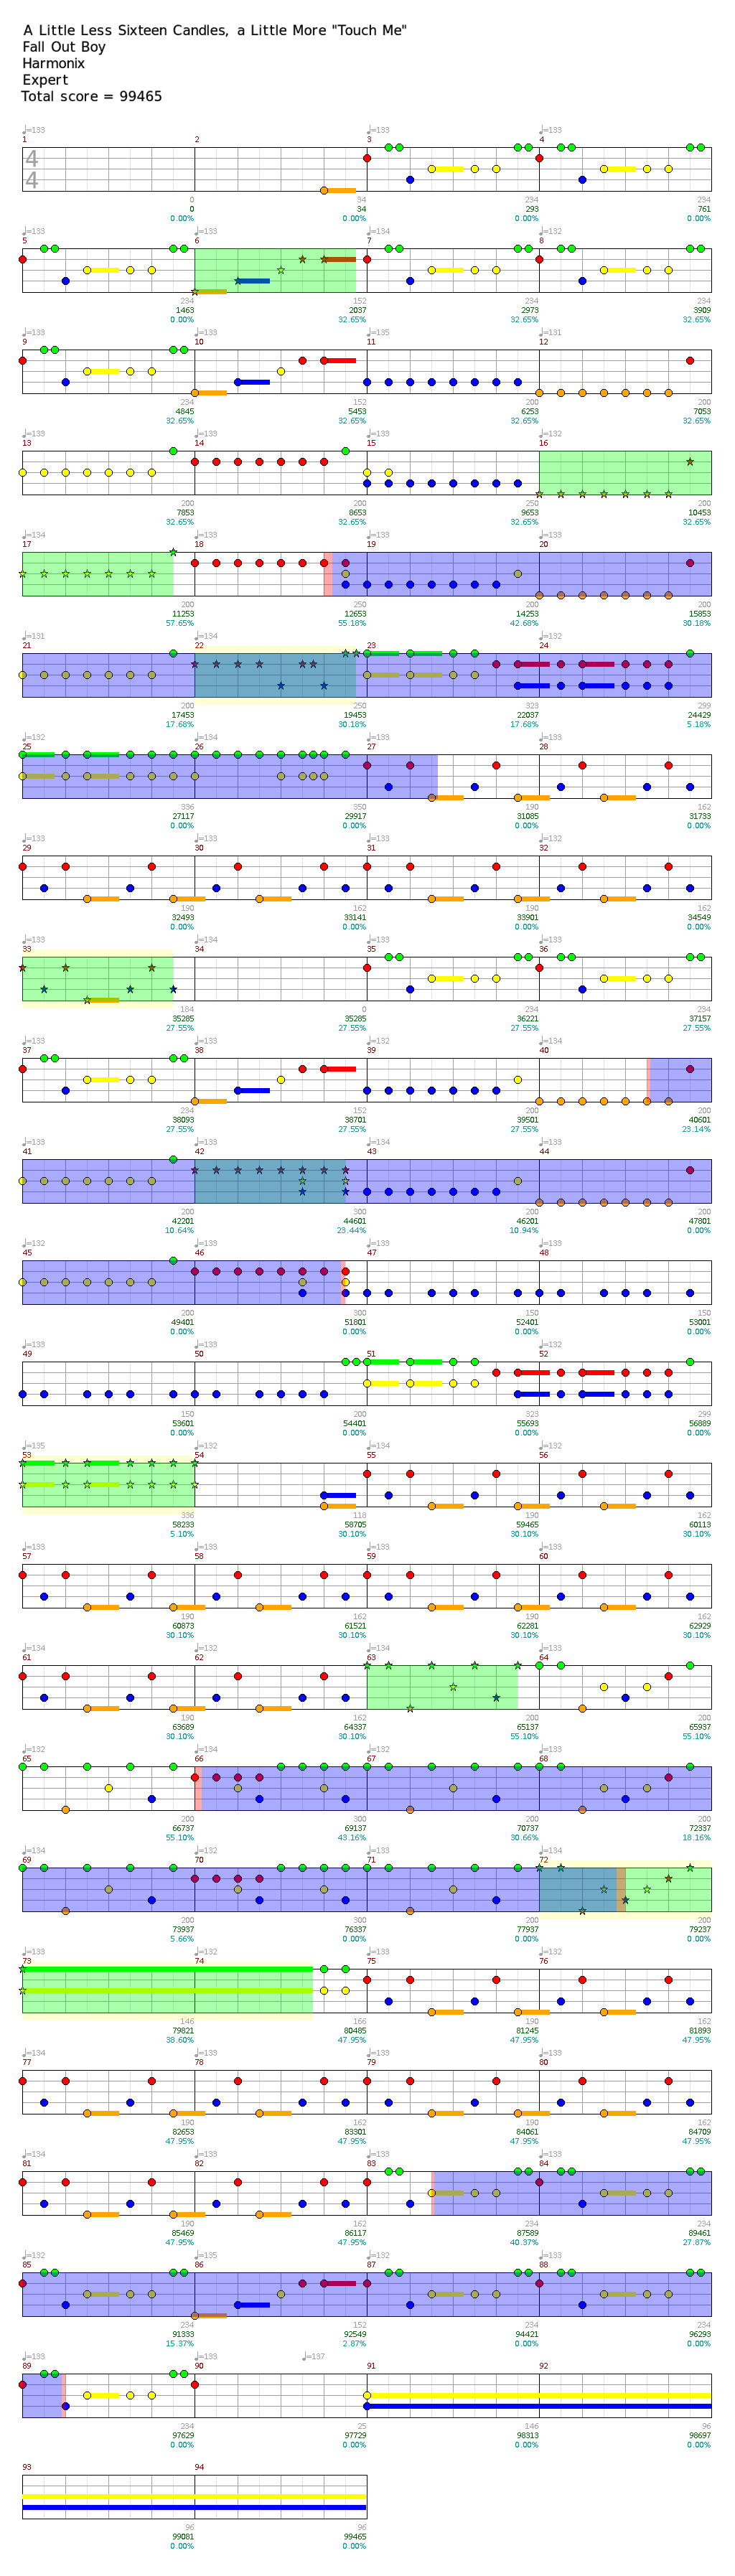 A Little Less Sixteen Candles, a Little More "Touch Me"
Fall Out Boy
Harmonix
Expert
Total score = 99465
♩=133 ♩=133 ♩=133
1 2 3 4
4
4
0 34 234 234
0 34 293 761
0.00% 0.00% 0.00% 0.00%
♩=133 ♩=133 ♩=134 ♩=133
5 6 7 8
234 152 234 234
1463 2037 2973 3909
0.00% 32.65% 32.65% 32.65%
♩=133 ♩=133 ♩=135 ♩=131
9 10 11 12
234 152 200 200
4845 5453 6253 7053
32.65% 32.65% 32.65% 32.65%
♩=133 ♩=134 ♩=133 ♩=132
13 14 15 16
200 200 250 200
7853 8653 9653 10453
32.65% 32.65% 32.65% 32.65%
♩=134 ♩=133 ♩=133 ♩=133
17 18 19 20
200 250 200 200
11253 12653 14253 15853
57.65% 55.18% 42.68% 30.18%
♩=131 ♩=134 ♩=132
21 22 23 24
200 250 323 299
17453 19453 22037 24429
17.68% 30.18% 17.68% 5.18%
♩=132 ♩=134 ♩=133
25 26 27 28
336 350 190 162
27117 29917 31085 31733
0.00% 0.00% 0.00% 0.00%
♩=133 ♩=133 ♩=132
29 30 31 32
190 162 190 162
32493 33141 33901 34549
0.00% 0.00% 0.00% 0.00%
♩=133 ♩=134 ♩=133 ♩=133
33 34 35 36
184 0 234 234
35285 35285 36221 37157
27.55% 27.55% 27.55% 27.55%
♩=134 ♩=133 ♩=132 ♩=134
37 38 39 40
234 152 200 200
38093 38701 39501 40601
27.55% 27.55% 27.55% 23.14%
♩=133 ♩=133 ♩=134 ♩=133
41 42 43 44
200 300 200 200
42201 44601 46201 47801
10.64% 23.44% 10.94% 0.00%
♩=132 ♩=134 ♩=133 ♩=133
45 46 47 48
200 300 150 150
49401 51801 52401 53001
0.00% 0.00% 0.00% 0.00%
♩=133 ♩=132
49 50 51 52
150 200 323 299
53601 54401 55693 56889
0.00% 0.00% 0.00% 0.00%
♩=135 ♩=132 ♩=134
53 54 55 56
336 118 190 162
58233 58705 59465 60113
5.10% 30.10% 30.10% 30.10%
♩=133 ♩=133 ♩=133 ♩=133
57 58 59 60
190 162 190 162
60873 61521 62281 62929
30.10% 30.10% 30.10% 30.10%
♩=134 ♩=132 ♩=134 ♩=133
61 62 63 64
190 162 200 200
63689 64337 65137 65937
30.10% 30.10% 55.10% 55.10%
♩=132 ♩=134 ♩=132
65 66 67 68
200 300 200 200
66737 69137 70737 72337
55.10% 43.16% 30.66% 18.16%
♩=133 ♩=132 ♩=133 ♩=134
69 70 71 72
200 300 200 200
73937 76337 77937 79237
5.66% 0.00% 0.00% 0.00%
♩=133 ♩=132 ♩=133
73 74 75 76
146 166 190 162
79821 80485 81245 81893
38.60% 47.95% 47.95% 47.95%
♩=134 ♩=133 ♩=133 ♩=133
77 78 79 80
190 162 190 162
82653 83301 84061 84709
47.95% 47.95% 47.95% 47.95%
♩=134 ♩=133 ♩=133 ♩=133
81 82 83 84
190 162 234 234
85469 86117 87589 89461
47.95% 47.95% 40.37% 27.87%
♩=132 ♩=135 ♩=132 ♩=133
85 86 87 88
234 152 234 234
91333 92549 94421 96293
15.37% 2.87% 0.00% 0.00%
♩=133 ♩=133 ♩=137
89 90 91 92
234 25 146 96
97629 97729 98313 98697
0.00% 0.00% 0.00% 0.00%
93 94
96 96
99081 99465
0.00% 0.00%